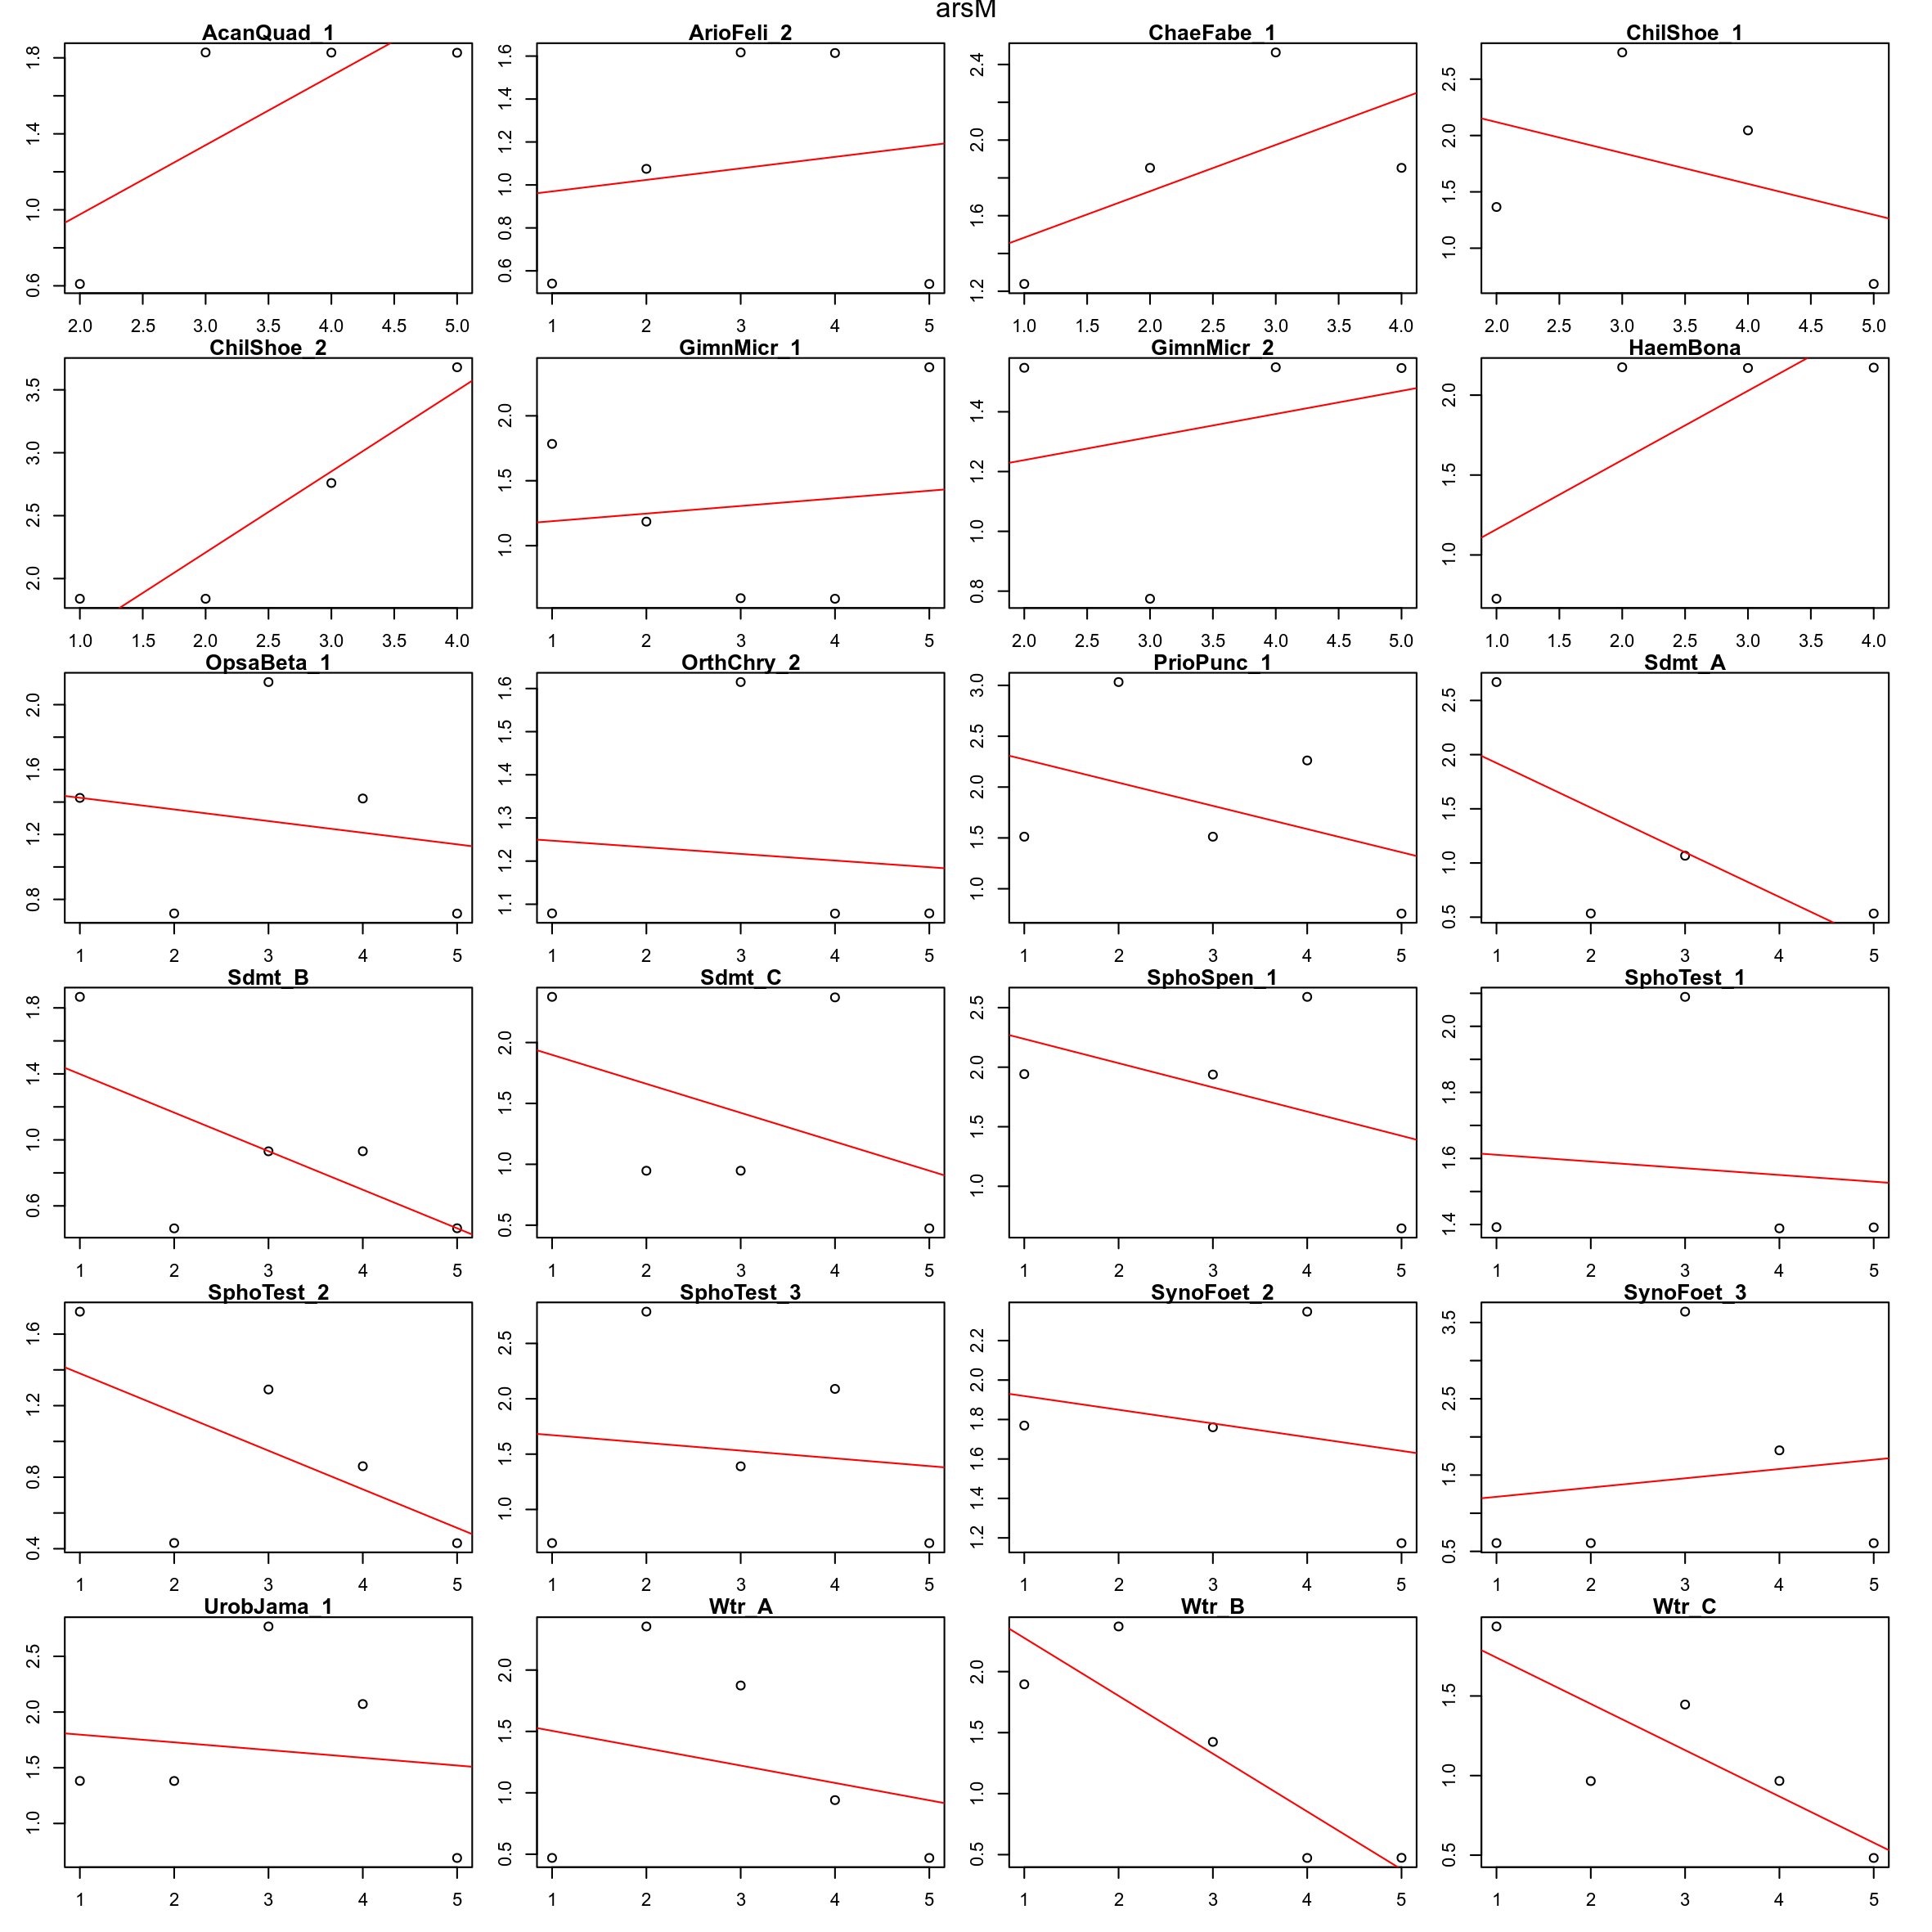 arsM
AcanQuad_1
0.6 1.0 1.4 1.8
2.0 2.5 3.0 3.5 4.0 4.5 5.0
ArioFeli_2
0.6 0.8 1.0 1.2 1.4 1.6
1 2 3 4 5
ChaeFabe_1
1.2 1.6 2.0 2.4
1.0 1.5 2.0 2.5 3.0 3.5 4.0
ChilShoe_1
1.0 1.5 2.0 2.5
2.0 2.5 3.0 3.5 4.0 4.5 5.0
ChilShoe_2
2.0 2.5 3.0 3.5
1.0 1.5 2.0 2.5 3.0 3.5 4.0
GimnMicr_1
1.0 1.5 2.0
1 2 3 4 5
GimnMicr_2
0.8 1.0 1.2 1.4
2.0 2.5 3.0 3.5 4.0 4.5 5.0
HaemBona
1.0 1.5 2.0
1.0 1.5 2.0 2.5 3.0 3.5 4.0
OpsaBeta_1
0.8 1.2 1.6 2.0
1 2 3 4 5
OrthChry_2
1.1 1.2 1.3 1.4 1.5 1.6
1 2 3 4 5
PrioPunc_1
1.0 1.5 2.0 2.5 3.0
1 2 3 4 5
Sdmt_A
0.5 1.0 1.5 2.0 2.5
1 2 3 4 5
Sdmt_B
0.6 1.0 1.4 1.8
1 2 3 4 5
Sdmt_C
0.5 1.0 1.5 2.0
1 2 3 4 5
SphoSpen_1
1.0 1.5 2.0 2.5
1 2 3 4 5
SphoTest_1
1.4 1.6 1.8 2.0
1 2 3 4 5
SphoTest_2
0.4 0.8 1.2 1.6
1 2 3 4 5
SphoTest_3
1.0 1.5 2.0 2.5
1 2 3 4 5
SynoFoet_2
1.2 1.4 1.6 1.8 2.0 2.2
1 2 3 4 5
SynoFoet_3
0.5 1.5 2.5 3.5
1 2 3 4 5
UrobJama_1
1.0 1.5 2.0 2.5
1 2 3 4 5
Wtr_A
0.5 1.0 1.5 2.0
1 2 3 4 5
Wtr_B
0.5 1.0 1.5 2.0
1 2 3 4 5
Wtr_C
0.5 1.0 1.5
1 2 3 4 5